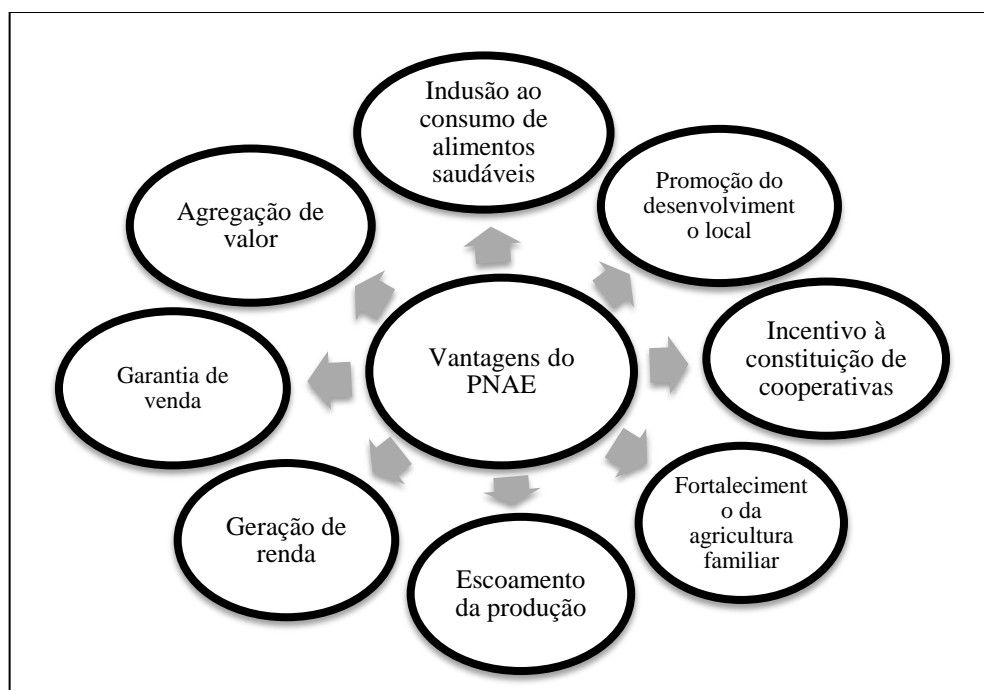 Indusão ao
consumo de
alimentos
saudáveis
Promoção do
desenvolviment
o local
Incentivo à
constituição de
cooperativas
Fortaleciment
o da
agricultura
familiar
Escoamento
da produção
Geração de
renda
Garantia de
venda
Agregação de
valor
Vantagens do
PNAE